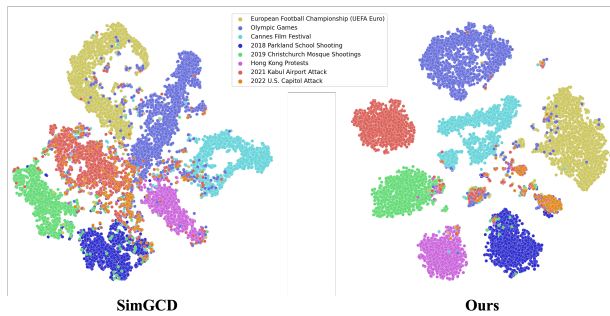 European Football Championship (UEFA Euro)
Olympic Games
Cannes Film Festival
2018 Parkland School Shooting
2019 Christchurch Mosque Shootings
Hong Kong Protests
2021 Kabul Airport Attack
2022 U.S. Capitol Attack
SimGCD
Ours